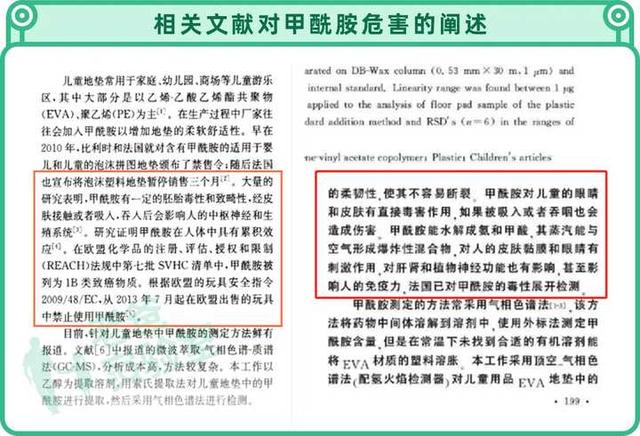 相关文献对甲酰胺危害的阐述
儿童地垫常用于家庭、幼儿园、商场等儿童游乐
区,其中大部分是以乙烯-乙酸乙烯酯共聚物
(EVA)、聚乙烯(PE)为主[1]。在生产过程中厂家往
往会加入甲酰胺以增加地垫的柔软舒适性。早在
2010年,比利时和法国就对含有甲酰胺的适用于婴
儿和儿童的泡沫拼图地垫颁布了禁售令;随后法国
也宣布将泡沫塑料地垫暂停销售三个月[2]。大量的
研究表明,甲酰胺有一定的胚胎毒性和致畸性,经皮
肤接触或者吸入,吞人后会影响人的中枢神经和生
殖系统[3]。研究证明甲酰胺在人体中具有累积效
应[4]。在欧盟化学品的注册、评估、授权和限制
(REACH)法规中第七批 SVHC 清单中,甲酰胺被
列为1B类致癌物质。根据欧盟的玩具安全指令
2009/48/EC,从2013年7月起在欧盟出售的玩具
中禁止使用甲酰胺[5]。
目前,针对儿童地垫中甲酰胺的测定方法鲜有
报道。文献[6]中报道的微波萃取气相色谱-质谱
法(GC-MS),分析成本高,方法较复杂。本工作以
乙醇为提取溶剂,用索氏提取法对儿童地垫中的甲
酰胺进行提取,然后采用气相色谱法进行检测。
arated on DB-Wax column (0. 53 mm×30 m, 1 μm) and
internal standard. Linearity range was found between 1 μg
applied to the analysis of floor pad sample of the plastic
dard addition method and RSD's (n=6) in the ranges of
ne-vinyl acetate copolymer; Plastic; Children's articles
的柔韧性,使其不容易断裂。甲酰胺对儿童的眼睛
和皮肤有直接毒害作用,如果被吸入或者吞咽也会
造成伤害。甲酰胺能水解成氨和甲酸,其蒸汽能与
空气形成爆炸性混合物,对人的皮肤黏膜和眼睛有
刺激作用,对肝肾和植物神经功能也有影响,甚至影
响人的免疫力,法国已对甲酰胺的毒性展开检测。
甲酰胺测定的方法常采用气相色谱法[1-3],该方
法将药物中间体溶解到溶剂中,使用外标法测定甲
酰胺含量,但是在常温下未找到合适的有机溶剂能
将EVA材质的塑料溶胀。本工作采用顶空-气相色
谱法(配氢火焰检测器)对儿童用品EVA地垫中的
· 199 ·